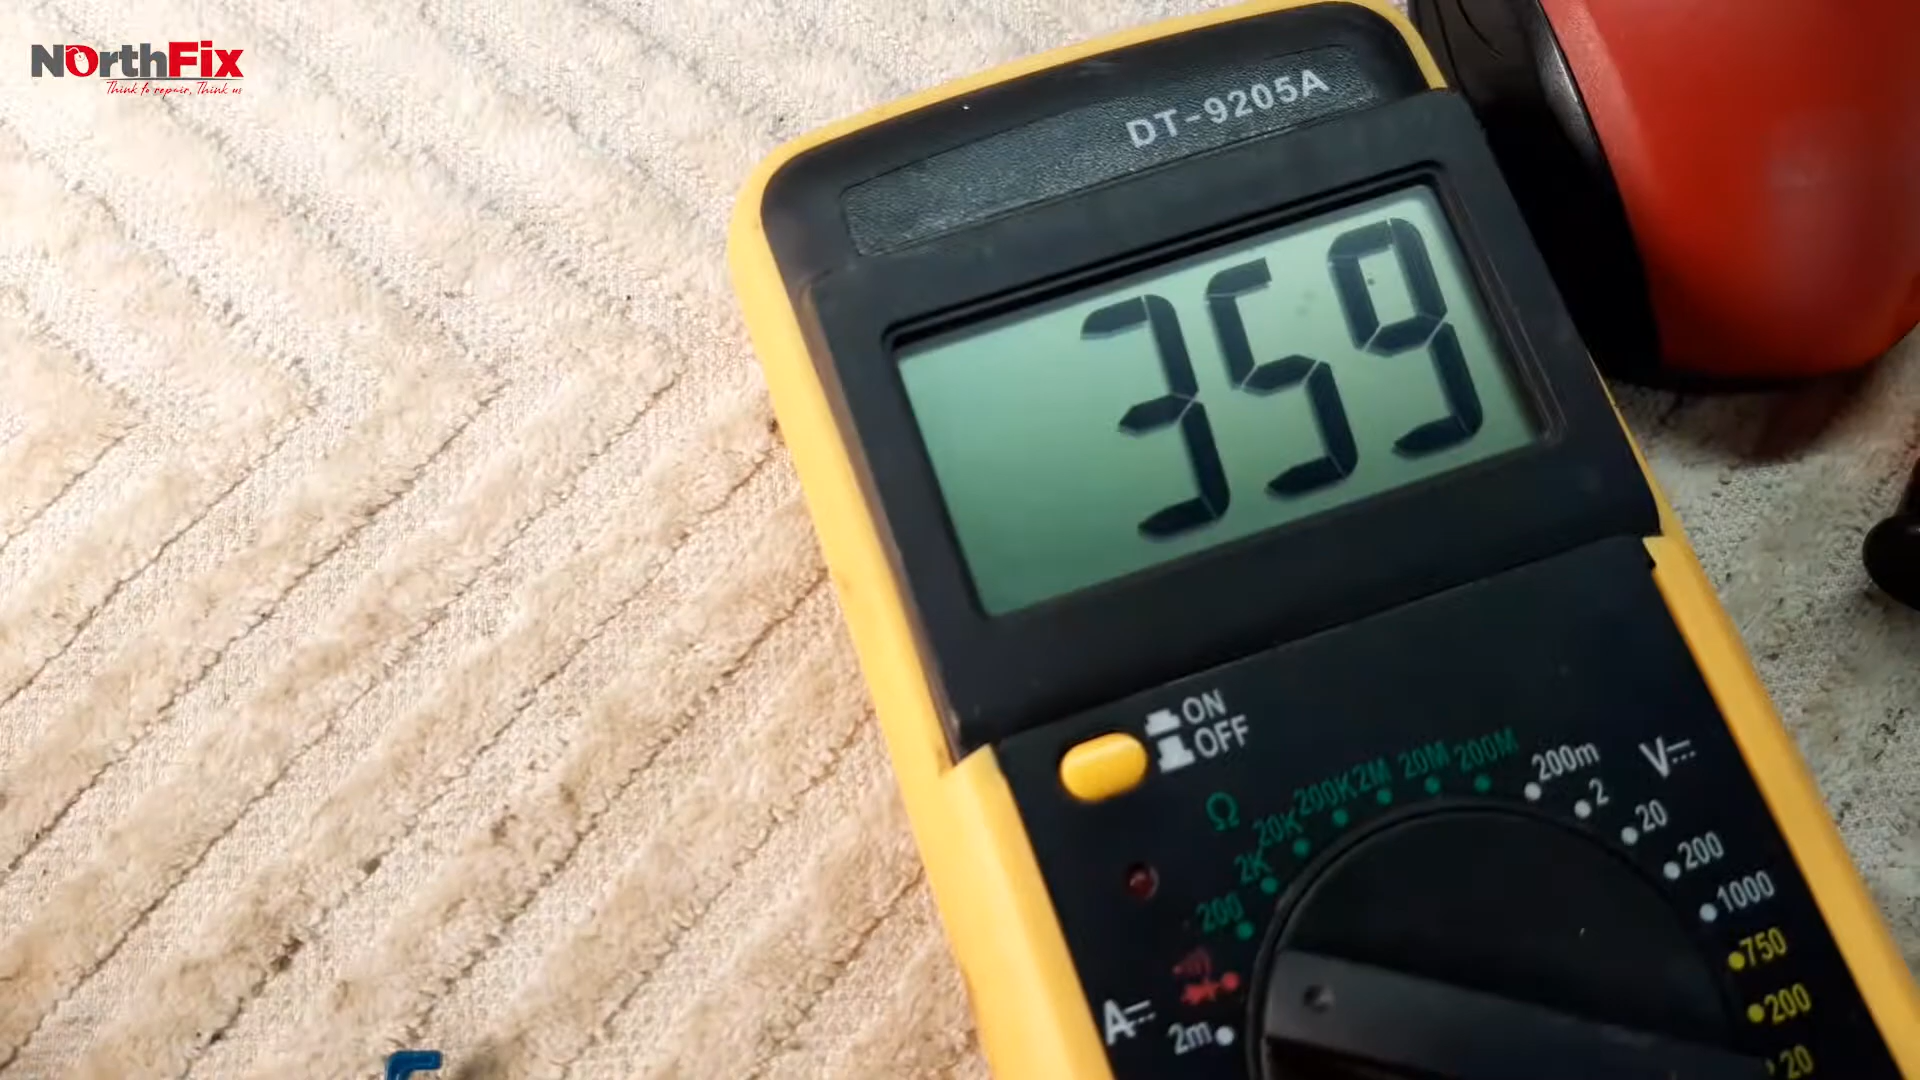 NorthFix
Think to repair, Think us
DT-9205A
359
ON
OFF
Ω
200
2K
20K
200K
2M
20M
200M
200m
2
20
200
1000
V
750
200
20
A
2m